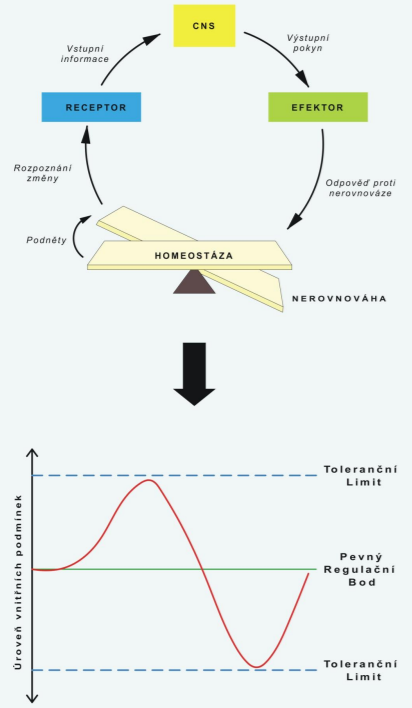 CNS
Vstupní
informace
Výstupní
pokyn
RECEPTOR
EFEKTOR
Rozpoznání
změny
Odpověď proti
nerovnováze
Podněty
HOMEOSTÁZA
NEROVNOVÁHA
Úroveň vniřřních podmínek
Toleranční
Limit
Pevný
Regulační
Bod
Toleranční
Limit